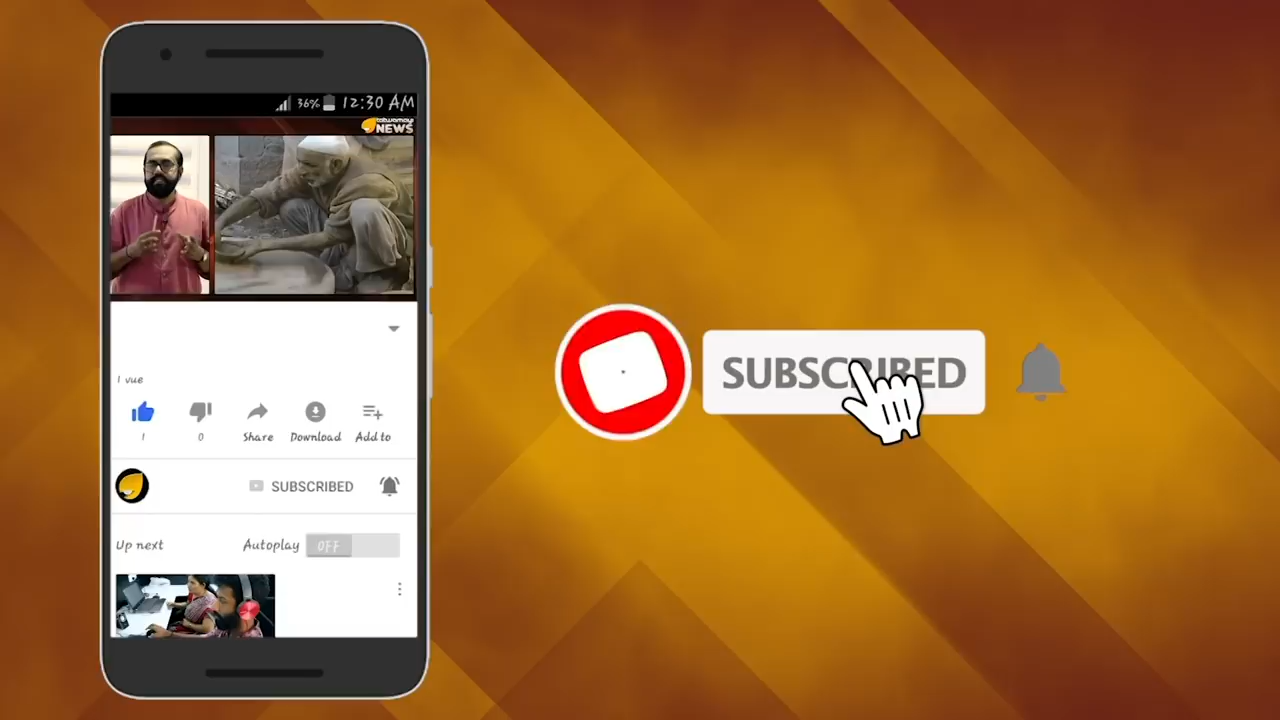 36% 12:30 AM
tatwamayi
NEWS
1 vue
1
0
Share
Download
Add to
SUBSCRIBED
Up next
Autoplay
OFF
SUBSCRIBED